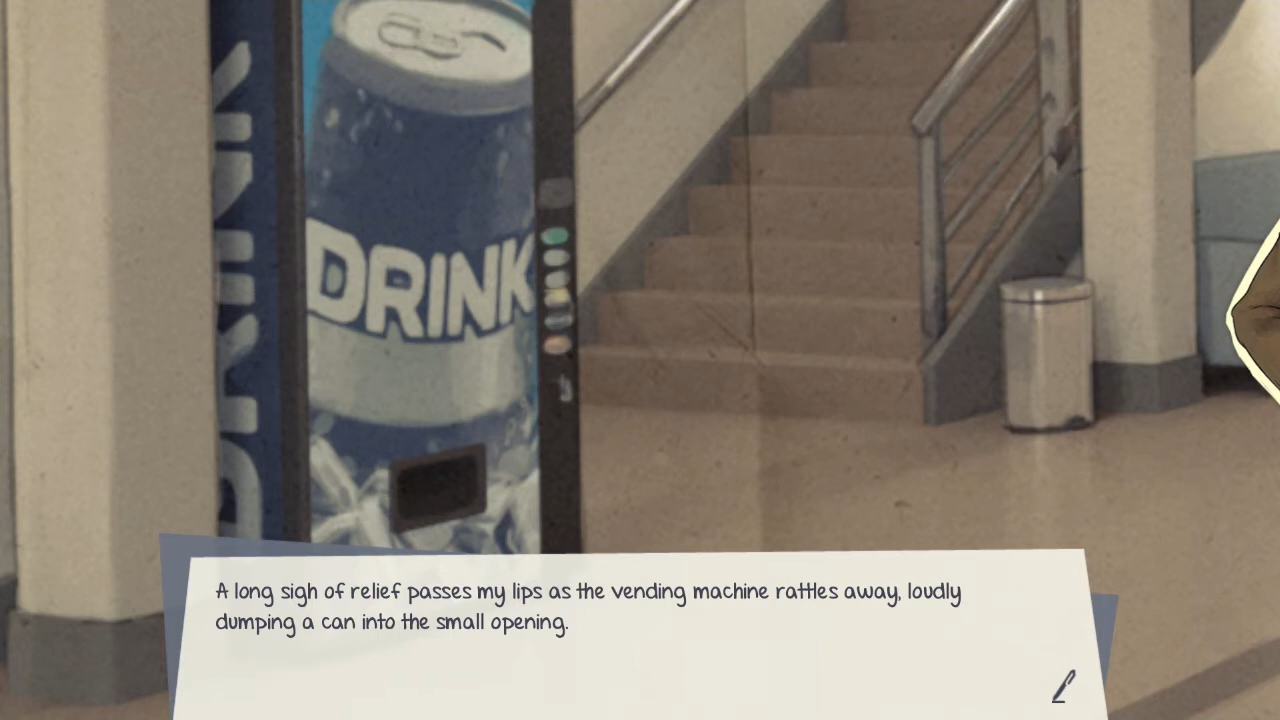 DRINK
DRINK
A long sigh of relief passes my lips as the vending machine rattles away, loudly
dumping a can into the small opening.